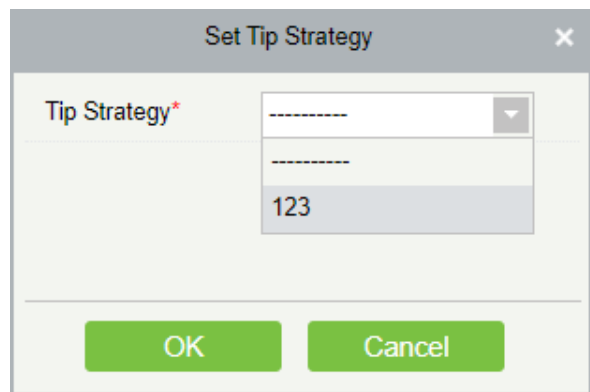 Set Tip Strategy ×
Tip Strategy* ----------
----------
123
OK Cancel